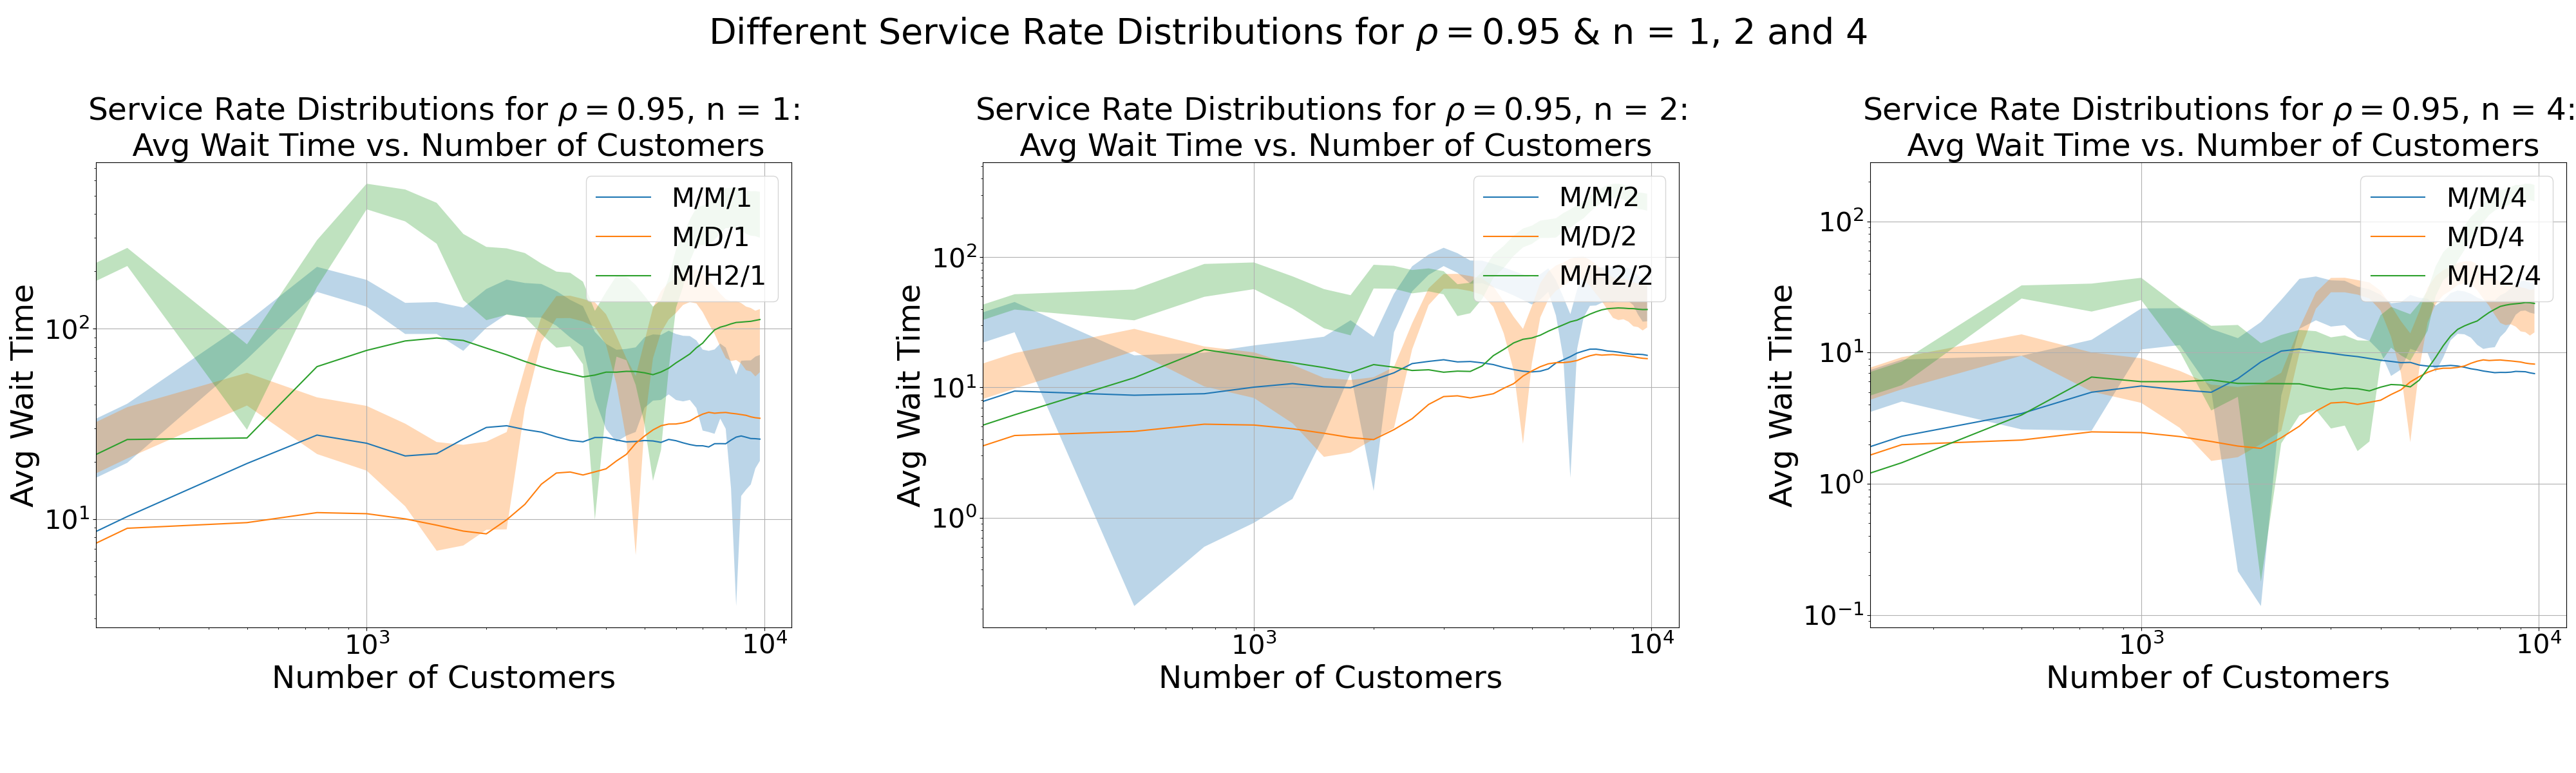 Different Service Rate Distributions for ρ = 0.95 & n = 1, 2 and 4
Service Rate Distributions for ρ = 0.95, n = 1:
Avg Wait Time vs. Number of Customers
M/M/1
M/D/1
M/H2/1
10²
10¹
Avg Wait Time
10³
10⁴
Number of Customers
Service Rate Distributions for ρ = 0.95, n = 2:
Avg Wait Time vs. Number of Customers
M/M/2
M/D/2
M/H2/2
10²
10¹
10⁰
Avg Wait Time
10³
10⁴
Number of Customers
Service Rate Distributions for ρ = 0.95, n = 4:
Avg Wait Time vs. Number of Customers
M/M/4
M/D/4
M/H2/4
10²
10¹
10⁰
10⁻¹
Avg Wait Time
10³
10⁴
Number of Customers